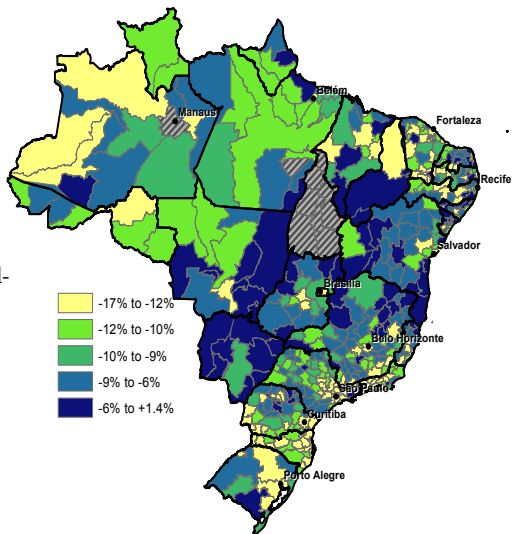 Belém
Manaus
Fortaleza
Recife
Salvador
l-
Brasília
-17% to -12%
-12% to -10%
Belo Horizonte
-10% to -9%
-9% to -6%
São Paulo
-6% to +1.4%
Curitiba
Porto Alegre